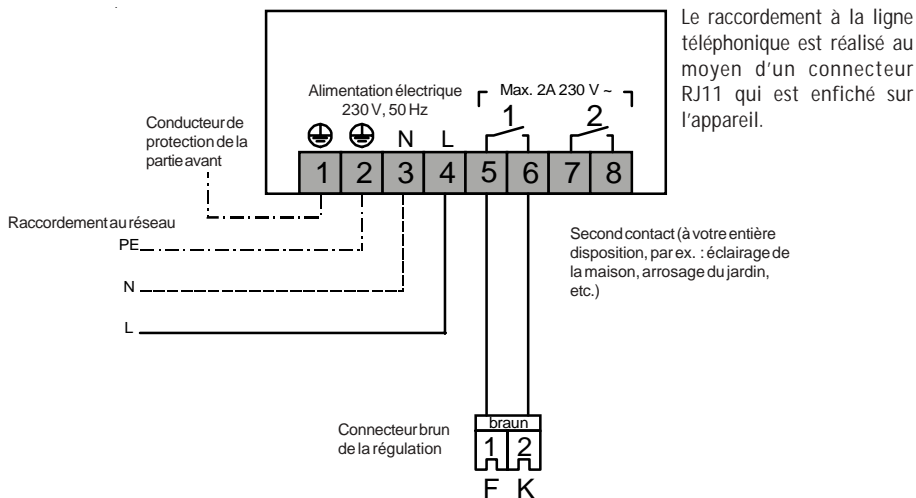 Le raccordement à la ligne
téléphonique est réalisé au
moyen d'un connecteur
RJ11 qui est enfiché sur
l'appareil.
Alimentation électrique
230 V, 50 Hz
Max. 2A 230 V ~
1 2
N L
1 2 3 4 5 6 7 8
Conducteur de
protection de la
partie avant
Raccordement au réseau
PE
N
L
Second contact (à votre entière
disposition, par ex. : éclairage de
la maison, arrosage du jardin,
etc.)
Connecteur brun
de la régulation
braun
1 2
F K